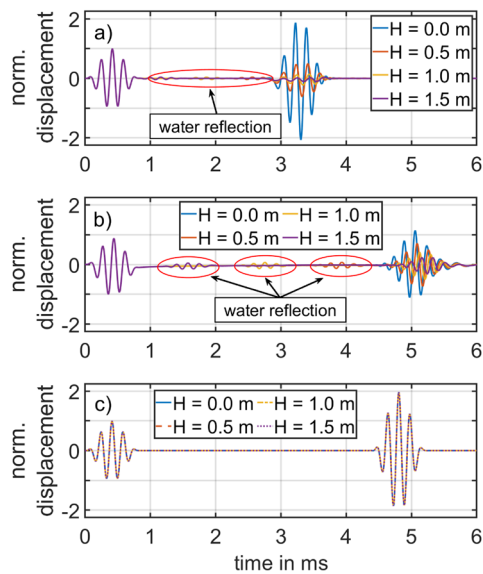 a)
norm.
displacement
2
0
-2
H = 0.0 m
H = 0.5 m
H = 1.0 m
H = 1.5 m
water reflection
0 1 2 3 4 5 6
b)
norm.
displacement
2
0
-2
H = 0.0 m H = 1.0 m
H = 0.5 m H = 1.5 m
water reflection
0 1 2 3 4 5 6
c)
norm.
displacement
2
0
-2
H = 0.0 m H = 1.0 m
H = 0.5 m H = 1.5 m
0 1 2 3 4 5 6
time in ms